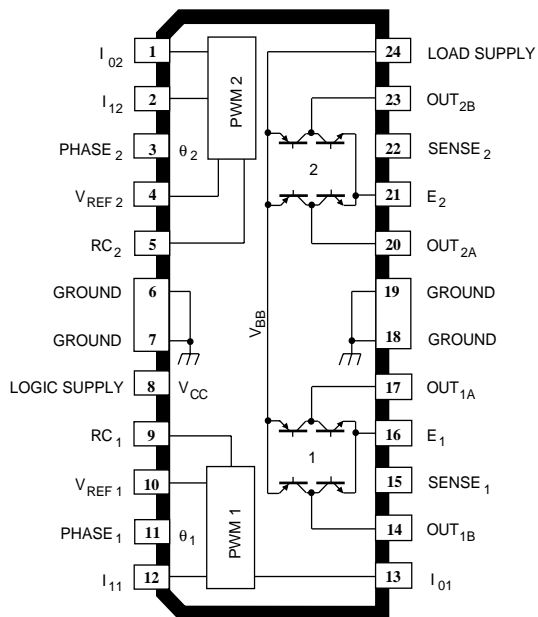 I02 1 24 LOAD SUPPLY
I12 2 PWM 2 23 OUT2B
PHASE2 3 θ2 2 22 SENSE2
VREF 2 4 21 E2
RC2 5 20 OUT2A
GROUND 6 19 GROUND
GROUND 7 VBB 18 GROUND
LOGIC SUPPLY 8 VCC 17 OUT1A
RC1 9 1 16 E1
VREF 1 10 15 SENSE1
PHASE1 11 θ1 PWM 1 14 OUT1B
I11 12 13 I01